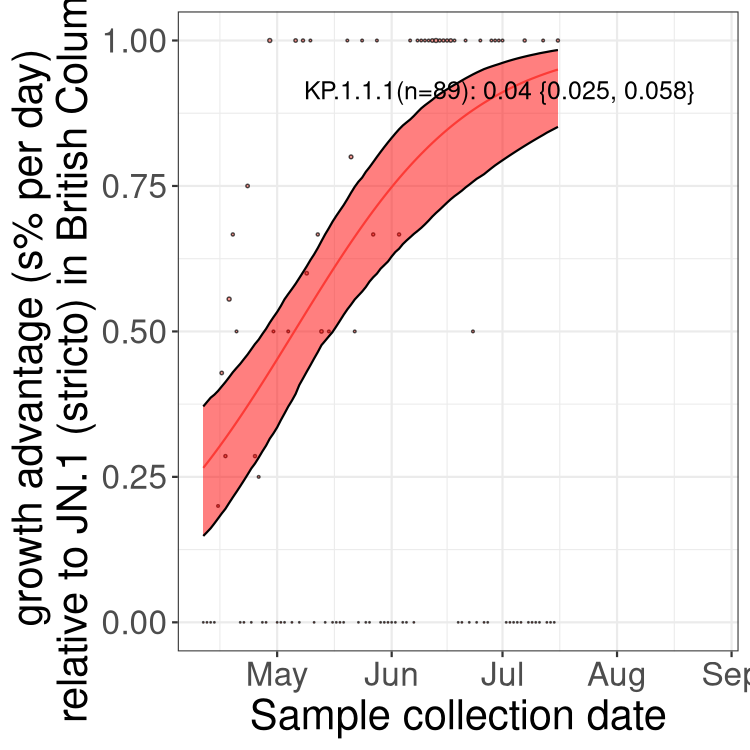 growth advantage (s% per day)
relative to JN.1 (stricto) in British Colum
1.00
0.75
0.50
0.25
0.00
KP.1.1.1(n=89): 0.04 {0.025, 0.058}
May Jun Jul Aug Sep
Sample collection date